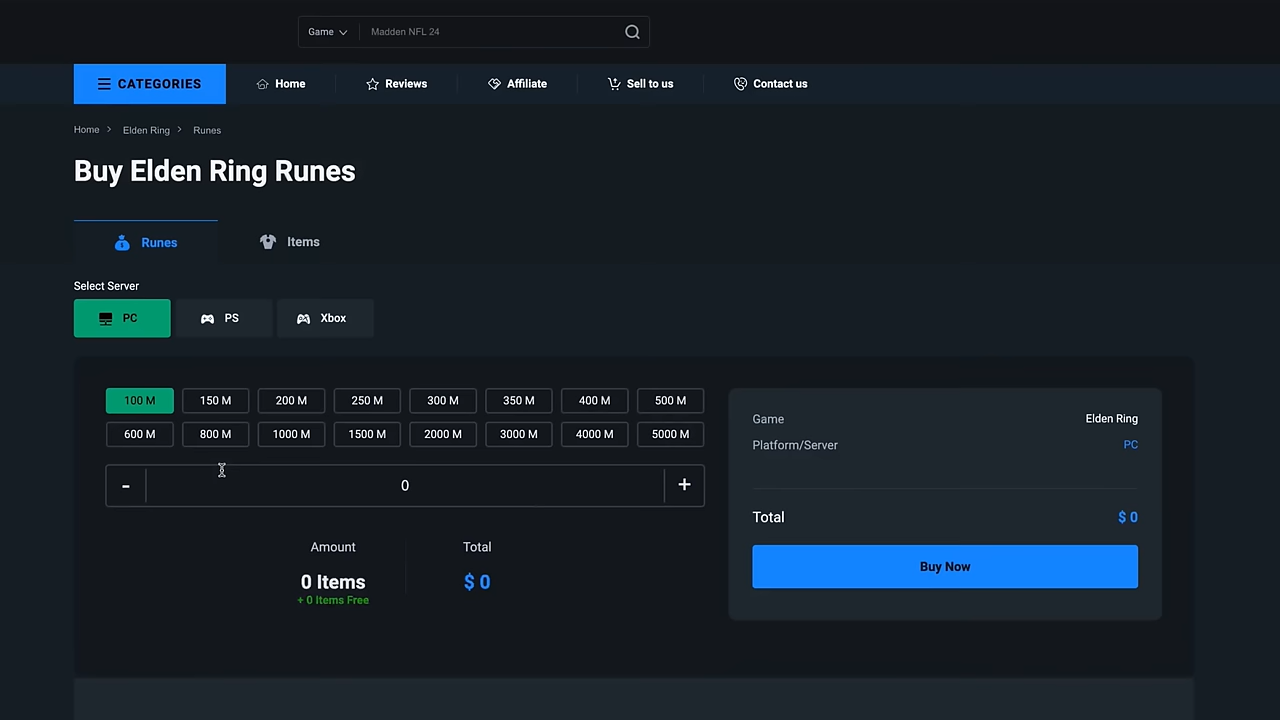 Game Madden NFL 24
CATEGORIES Home Reviews Affiliate Sell to us Contact us
Home > Elden Ring > Runes
Buy Elden Ring Runes
Runes Items
Select Server
PC PS Xbox
100 M 150 M 200 M 250 M 300 M 350 M 400 M 500 M
600 M 800 M 1000 M 1500 M 2000 M 3000 M 4000 M 5000 M
- 0 +
Amount Total
0 Items $ 0
+ 0 Items Free
Game Elden Ring
Platform/Server PC
Total $ 0
Buy Now